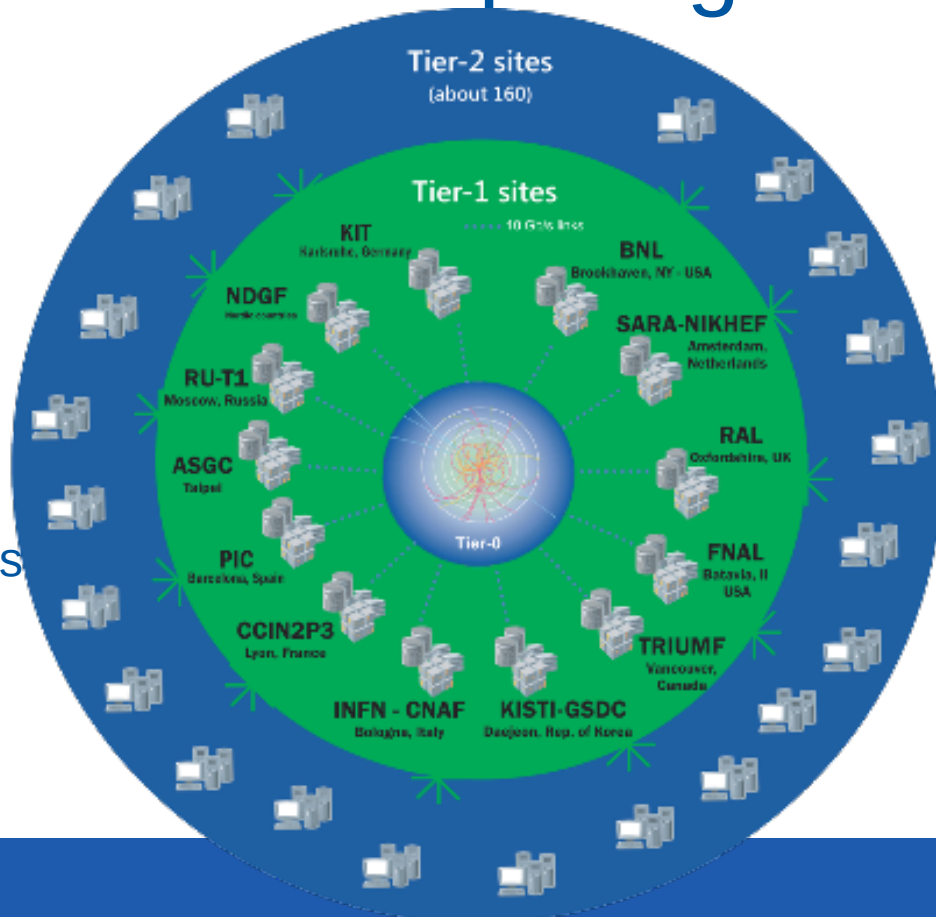 Tier-2 sites
(about 160)
Tier-1 sites
10 Gb/s links
KIT
Karlsruhe, Germany
BNL
Brookhaven, NY - USA
NDGF
Nordic countries
SARA-NIKHEF
Amsterdam,
Netherlands
RU-T1
Moscow, Russia
RAL
Oxfordshire, UK
ASGC
Taipei
PIC
Barcelona, Spain
Tier-0
FNAL
Batavia, Il
USA
CCIN2P3
Lyon, France
TRIUMF
Vancouver,
Canada
INFN - CNAF
Bologna, Italy
KISTI-GSDC
Daejeon, Rep. of Korea
s